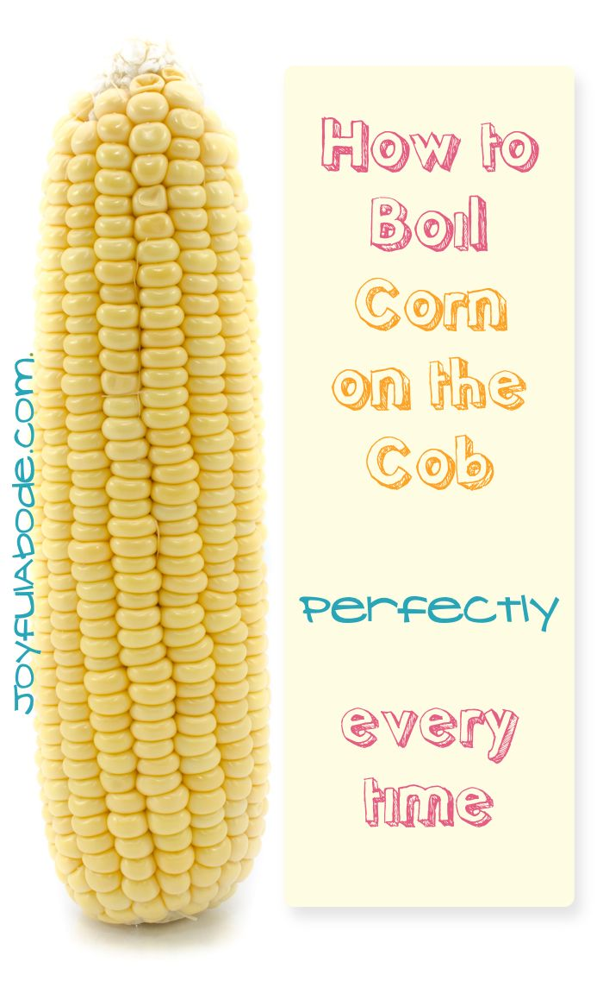 JoyfulAbode.com.
How to
Boil
Corn
on the
Cob
perfectly
every
time